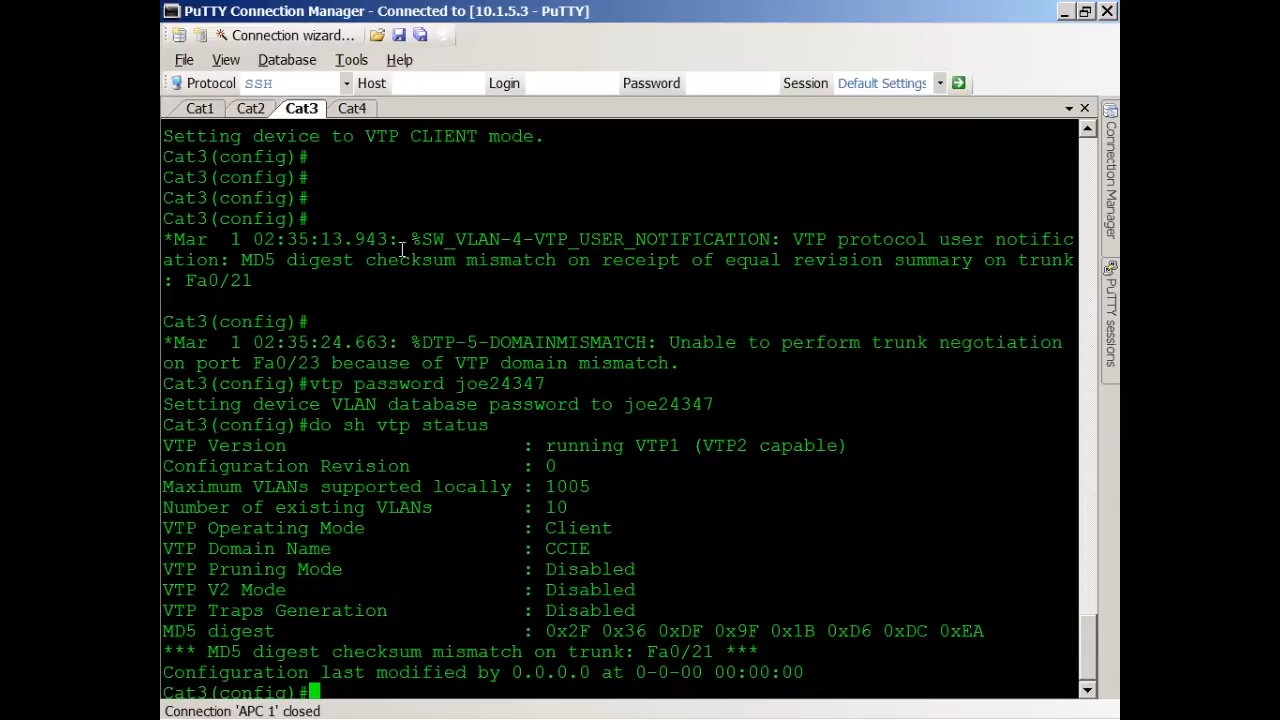 PuTTY Connection Manager - Connected to [10.1.5.3 - PuTTY]
Connection wizard...
File View Database Tools Help
Protocol SSH Host Login Password Session Default Settings
Cat1 Cat2 Cat3 Cat4
Setting device to VTP CLIENT mode.
Cat3(config)#
Cat3(config)#
Cat3(config)#
Cat3(config)#
*Mar  1 02:35:13.943: %SW_VLAN-4-VTP_USER_NOTIFICATION: VTP protocol user notific
ation: MD5 digest checksum mismatch on receipt of equal revision summary on trunk
: Fa0/21
Cat3(config)#
*Mar  1 02:35:24.663: %DTP-5-DOMAINMISMATCH: Unable to perform trunk negotiation
on port Fa0/23 because of VTP domain mismatch.
Cat3(config)#vtp password joe24347
Setting device VLAN database password to joe24347
Cat3(config)#do sh vtp status
VTP Version : running VTP1 (VTP2 capable)
Configuration Revision : 0
Maximum VLANs supported locally : 1005
Number of existing VLANs : 10
VTP Operating Mode : Client
VTP Domain Name : CCIE
VTP Pruning Mode : Disabled
VTP V2 Mode : Disabled
VTP Traps Generation : Disabled
MD5 digest : 0x2F 0x36 0xDF 0x9F 0x1B 0xD6 0xDC 0xEA
*** MD5 digest checksum mismatch on trunk: Fa0/21 ***
Configuration last modified by 0.0.0.0 at 0-0-00 00:00:00
Cat3(config)#
Connection 'APC 1' closed
Connection Manager
PuTTY sessions